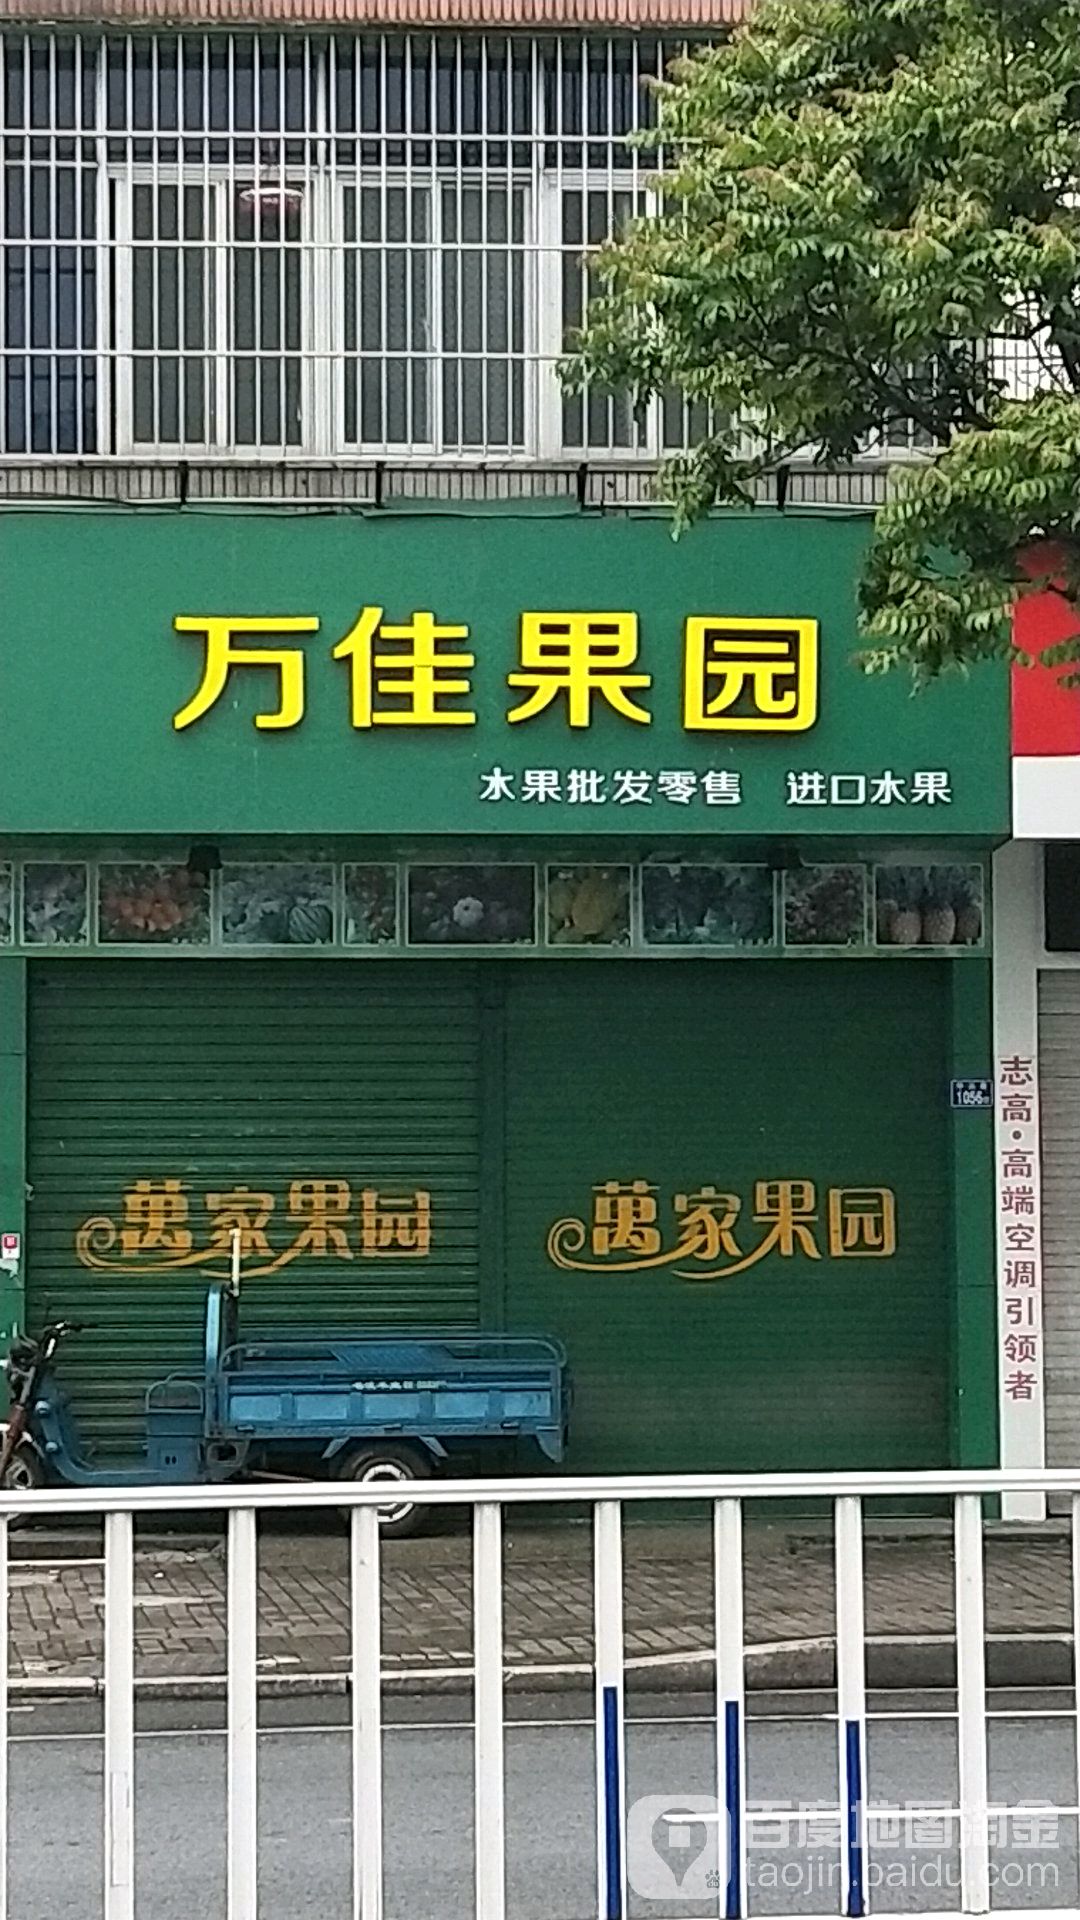 万佳果园
水果批发零售 进口水果
1056
萬家果园 萬家果园
志高·高端空调引领者
百度地图淘金
taojin.baidu.com